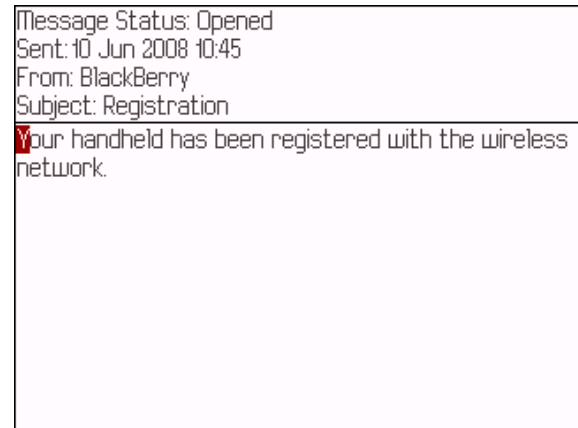 Message Status: Opened
Sent: 10 Jun 2008 10:45
From: BlackBerry
Subject: Registration
Your handheld has been registered with the wireless
network.